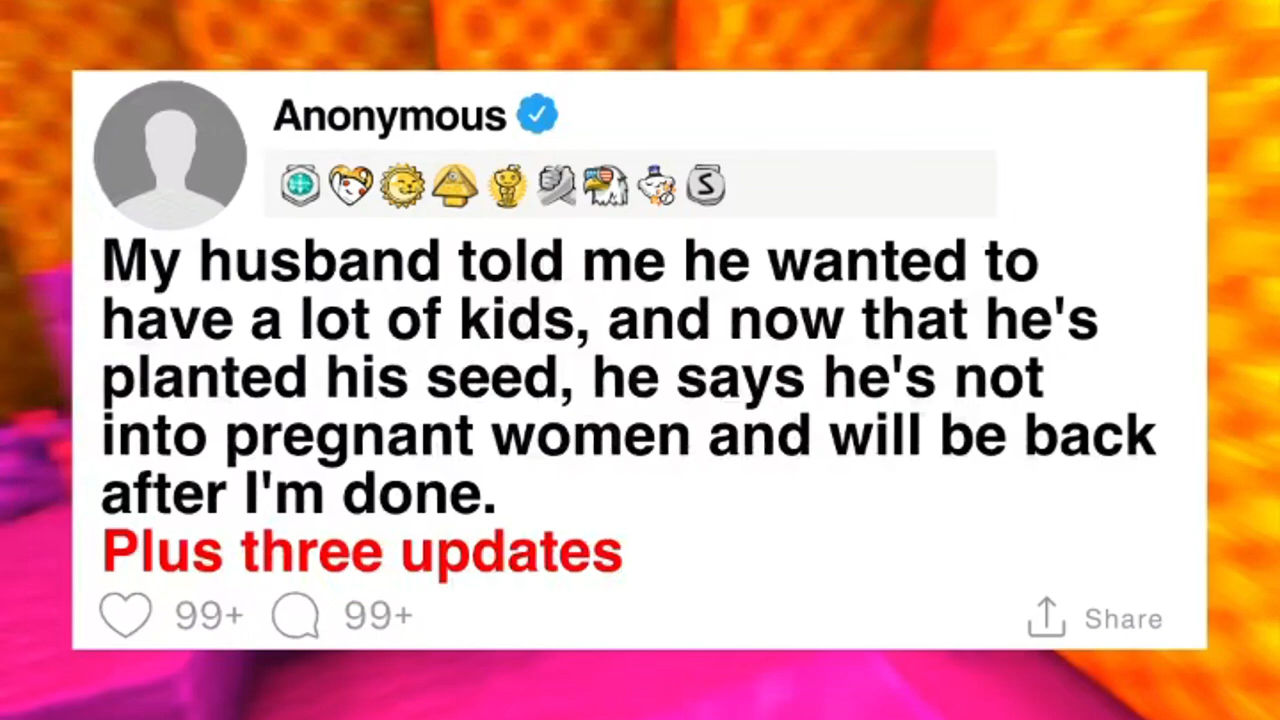 Anonymous
My husband told me he wanted to
have a lot of kids, and now that he's
planted his seed, he says he's not
into pregnant women and will be back
after I'm done.
Plus three updates
99+ 99+ Share